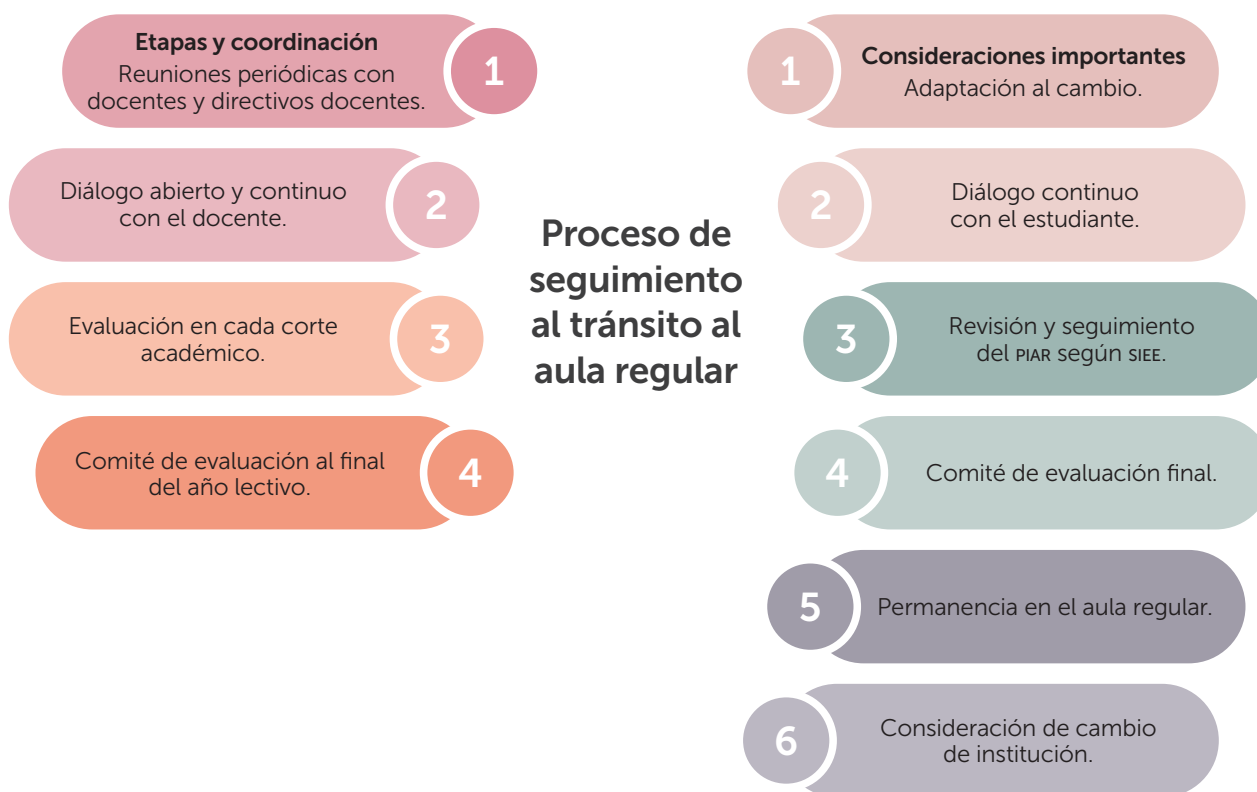 Etapas y coordinación
Reuniones periódicas con
docentes y directivos docentes.
1
Diálogo abierto y continuo
con el docente.
2
Evaluación en cada corte
académico.
3
Comité de evaluación al final
del año lectivo.
4
Proceso de
seguimiento
al tránsito al
aula regular
1
Consideraciones importantes
Adaptación al cambio.
2
Diálogo continuo
con el estudiante.
3
Revisión y seguimiento
del PIAR según SIEE.
4
Comité de evaluación final.
5
Permanencia en el aula regular.
6
Consideración de cambio
de institución.